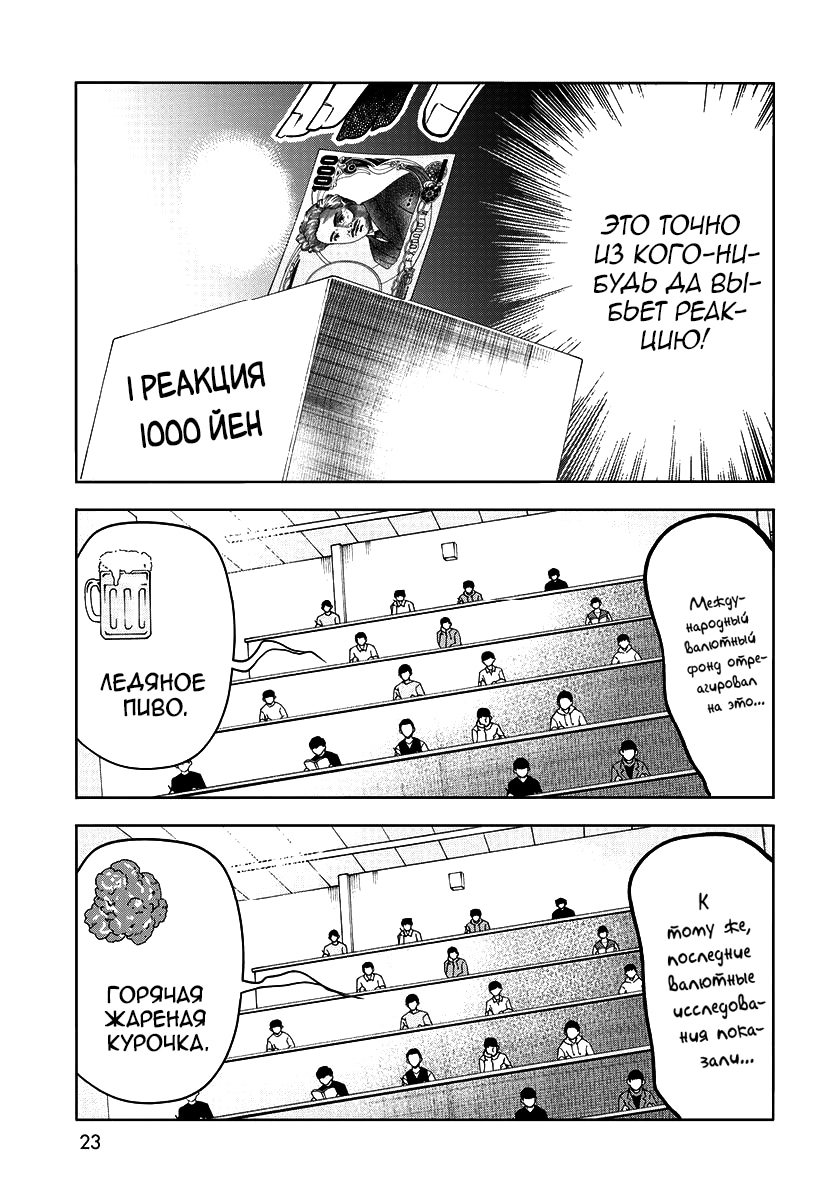 ЭТО ТОЧНО
ИЗ КОГО-НИ-
БУДЬ ДА ВЫ-
БЬЕТ РЕАК-
ЦИЮ!
1000
1 РЕАКЦИЯ
1000 ЙЕН
Между-
народный
валютный
фонд отре-
агировал
на это...
ЛЕДЯНОЕ
ПИВО.
К
тому же,
последние
валютные
исследова-
ния пока-
зали...
ГОРЯЧАЯ
ЖАРЕНАЯ
КУРОЧКА.
23